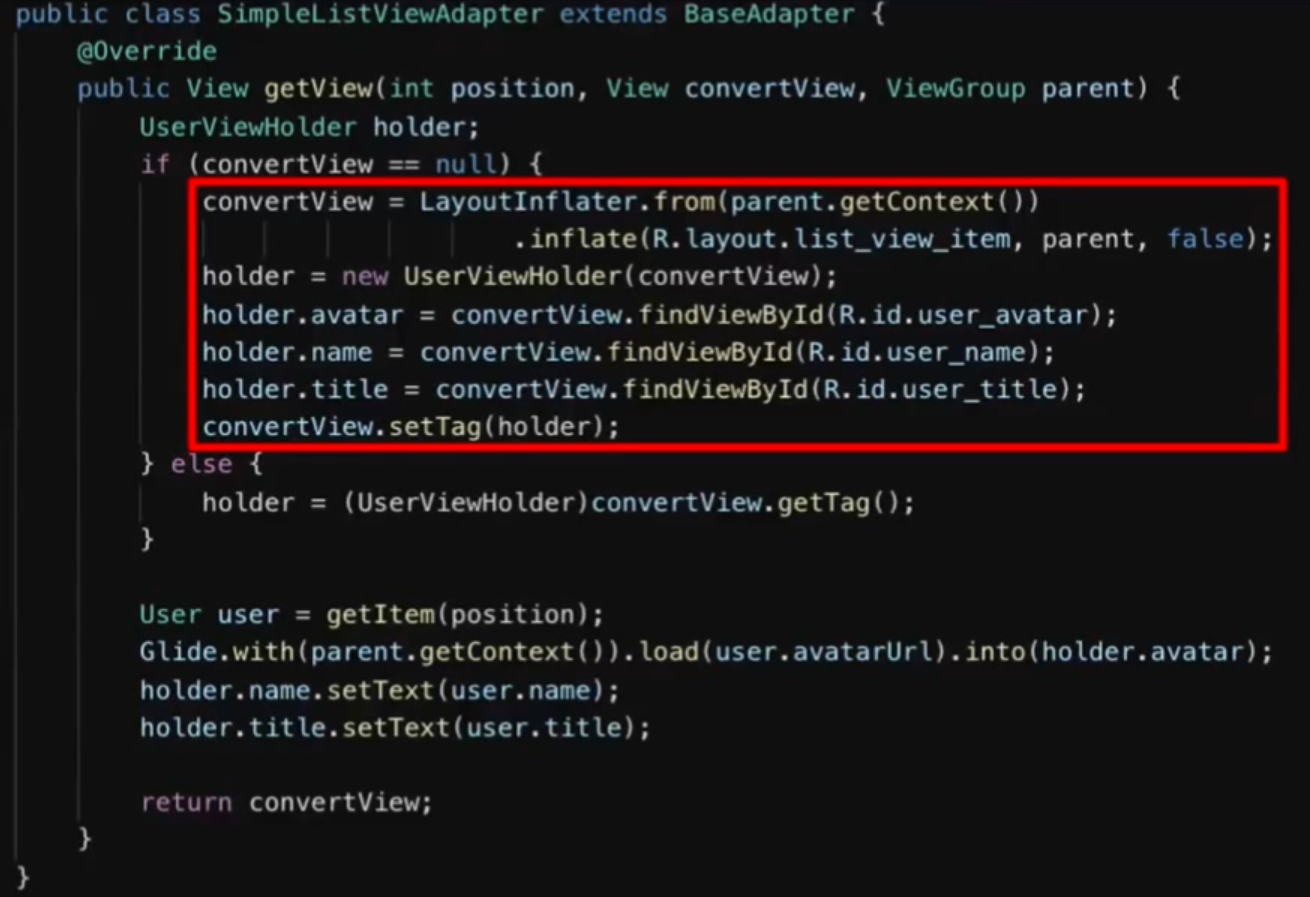 public class SimpleListViewAdapter extends BaseAdapter {
    @Override
    public View getView(int position, View convertView, ViewGroup parent) {
        UserViewHolder holder;
        if (convertView == null) {
            convertView = LayoutInflater.from(parent.getContext())
                                .inflate(R.layout.list_view_item, parent, false);
            holder = new UserViewHolder(convertView);
            holder.avatar = convertView.findViewById(R.id.user_avatar);
            holder.name = convertView.findViewById(R.id.user_name);
            holder.title = convertView.findViewById(R.id.user_title);
            convertView.setTag(holder);
        } else {
            holder = (UserViewHolder)convertView.getTag();
        }

        User user = getItem(position);
        Glide.with(parent.getContext()).load(user.avatarUrl).into(holder.avatar);
        holder.name.setText(user.name);
        holder.title.setText(user.title);

        return convertView;
    }
}